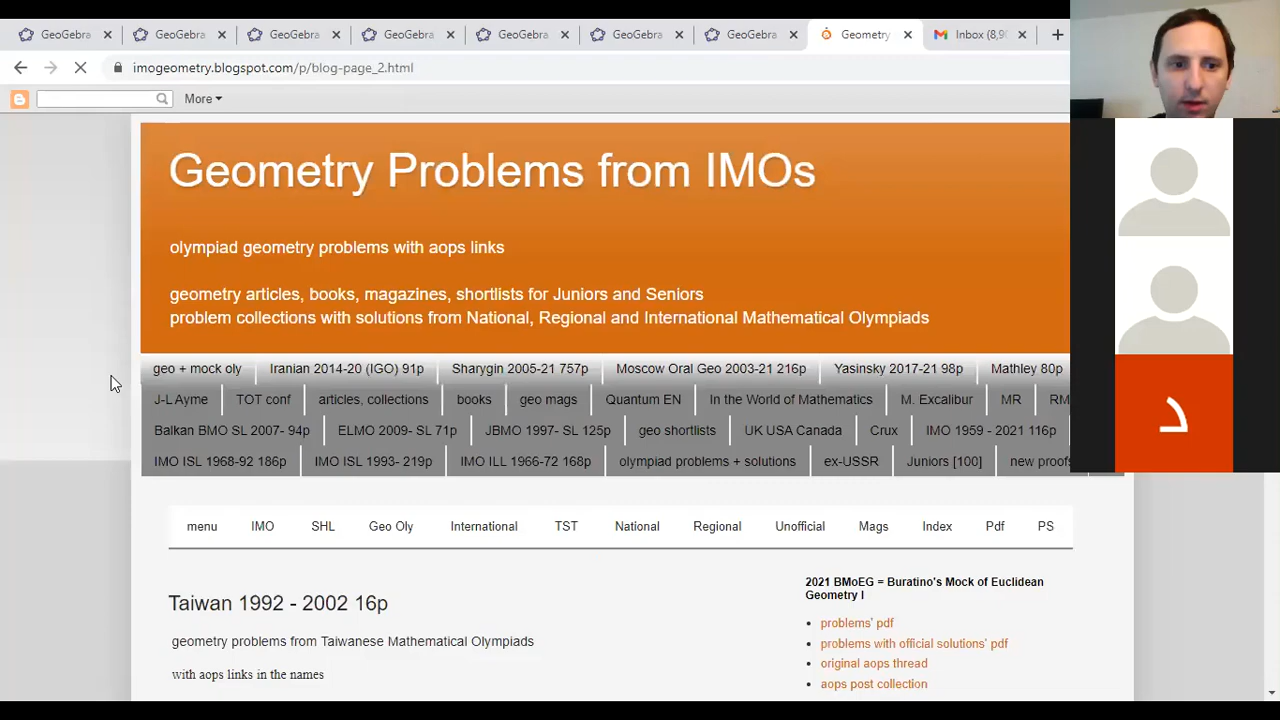 GeoGebra GeoGebra GeoGebra GeoGebra GeoGebra GeoGebra GeoGebra Geometry Inbox (8,9
imogeometry.blogspot.com/p/blog-page_2.html
More
Geometry Problems from IMOs
olympiad geometry problems with aops links
geometry articles, books, magazines, shortlists for Juniors and Seniors
problem collections with solutions from National, Regional and International Mathematical Olympiads
geo + mock oly Iranian 2014-20 (IGO) 91p Sharygin 2005-21 757p Moscow Oral Geo 2003-21 216p Yasinsky 2017-21 98p Mathley 80p
J-L Ayme TOT conf articles, collections books geo mags Quantum EN In the World of Mathematics M. Excalibur MR RM
Balkan BMO SL 2007- 94p ELMO 2009- SL 71p JBMO 1997- SL 125p geo shortlists UK USA Canada Crux IMO 1959 - 2021 116p
IMO ISL 1968-92 186p IMO ISL 1993- 219p IMO ILL 1966-72 168p olympiad problems + solutions ex-USSR Juniors [100] new proofs
menu IMO SHL Geo Oly International TST National Regional Unofficial Mags Index Pdf PS
Taiwan 1992 - 2002 16p
geometry problems from Taiwanese Mathematical Olympiads
with aops links in the names
2021 BMoEG = Buratino's Mock of Euclidean
Geometry I
problems' pdf
problems with official solutions' pdf
original aops thread
aops post collection
ד